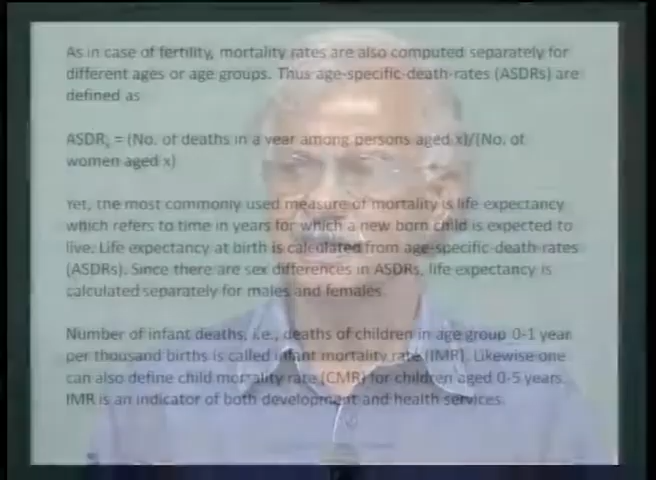 As in case of fertility, mortality rates are also computed separately for
different ages or age groups. Thus age-specific-death-rates (ASDRs) are
defined as
ASDRx = (No. of deaths in a year among persons aged x)/(No. of
women aged x)
Yet, the most commonly used measure of mortality is life expectancy
which refers to time in years for which a new born child is expected to
live. Life expectancy at birth is calculated from age-specific-death-rates
(ASDRs). Since there are sex differences in ASDRs, life expectancy is
calculated separately for males and females.
Number of infant deaths, i.e., deaths of children in age group 0-1 year
per thousand births is called infant mortality rate (IMR). Likewise one
can also define child mortality rate (CMR) for children aged 0-5 years.
IMR is an indicator of both development and health services.